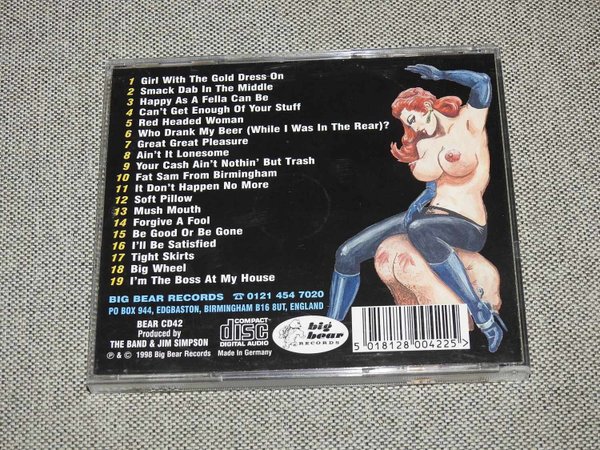 1 Girl With The Gold Dress On
2 Smack Dab In The Middle
3 Happy As A Fella Can Be
4 Can't Get Enough Of Your Stuff
5 Red Headed Woman
6 Who Drank My Beer (While I Was In The Rear)?
7 Great Great Pleasure
8 Ain't It Lonesome
9 Your Cash Ain't Nothin' But Trash
10 Fat Sam From Birmingham
11 It Don't Happen No More
12 Soft Pillow
13 Mush Mouth
14 Forgive A Fool
15 Be Good Or Be Gone
16 I'll Be Satisfied
17 Tight Skirts
18 Big Wheel
19 I'm The Boss At My House
BIG BEAR RECORDS ☎ 0121 454 7020
PO BOX 944, EDGBASTON, BIRMINGHAM B16 8UT, ENGLAND
BEAR CD42
Produced by
THE BAND & JIM SIMPSON
℗ & © 1998 Big Bear Records
COMPACT
disc
DIGITAL AUDIO
Made in Germany
big
bear
RECORDS
5 018128 004225 >